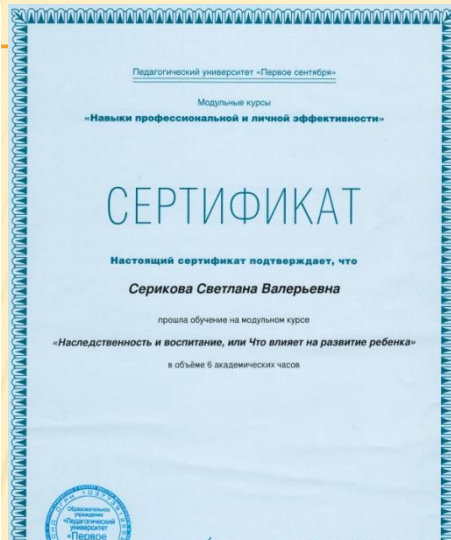 Педагогический университет «Первое сентября»
Модульные курсы
«Навыки профессиональной и личной эффективности»
СЕРТИФИКАТ
Настоящий сертификат подтверждает, что
Серикова Светлана Валерьевна
прошла обучение на модульном курсе
«Наследственность и воспитание, или Что влияет на развитие ребенка»
в объёме 6 академических часов
Образовательное
учреждение
«Педагогический
университет
«Первое